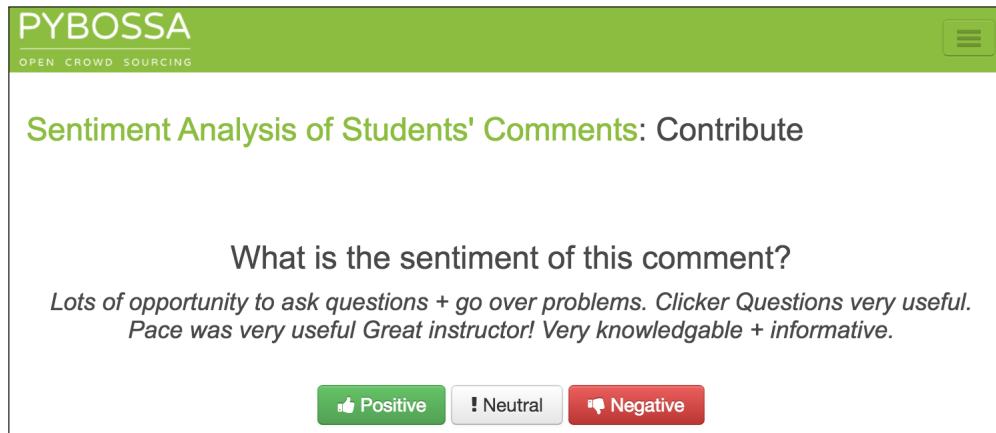 PYBOSSA
OPEN CROWD SOURCING
Sentiment Analysis of Students' Comments: Contribute
What is the sentiment of this comment?
Lots of opportunity to ask questions + go over problems. Clicker Questions very useful.
Pace was very useful Great instructor! Very knowledgable + informative.
Positive ! Neutral Negative